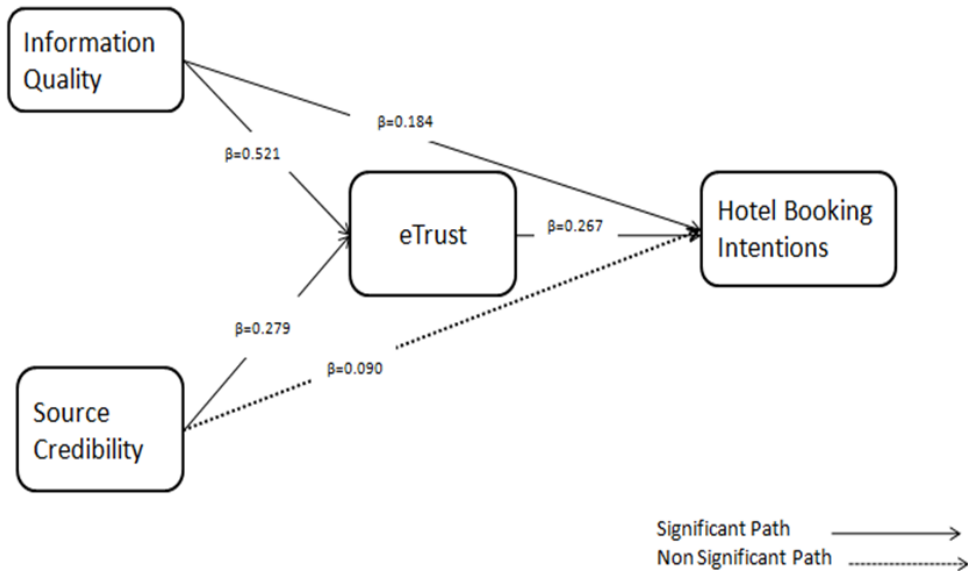 Information
Quality
β=0.184
β=0.521
eTrust
β=0.267
Hotel Booking
Intentions
β=0.279
β=0.090
Source
Credibility
Significant Path
Non Significant Path